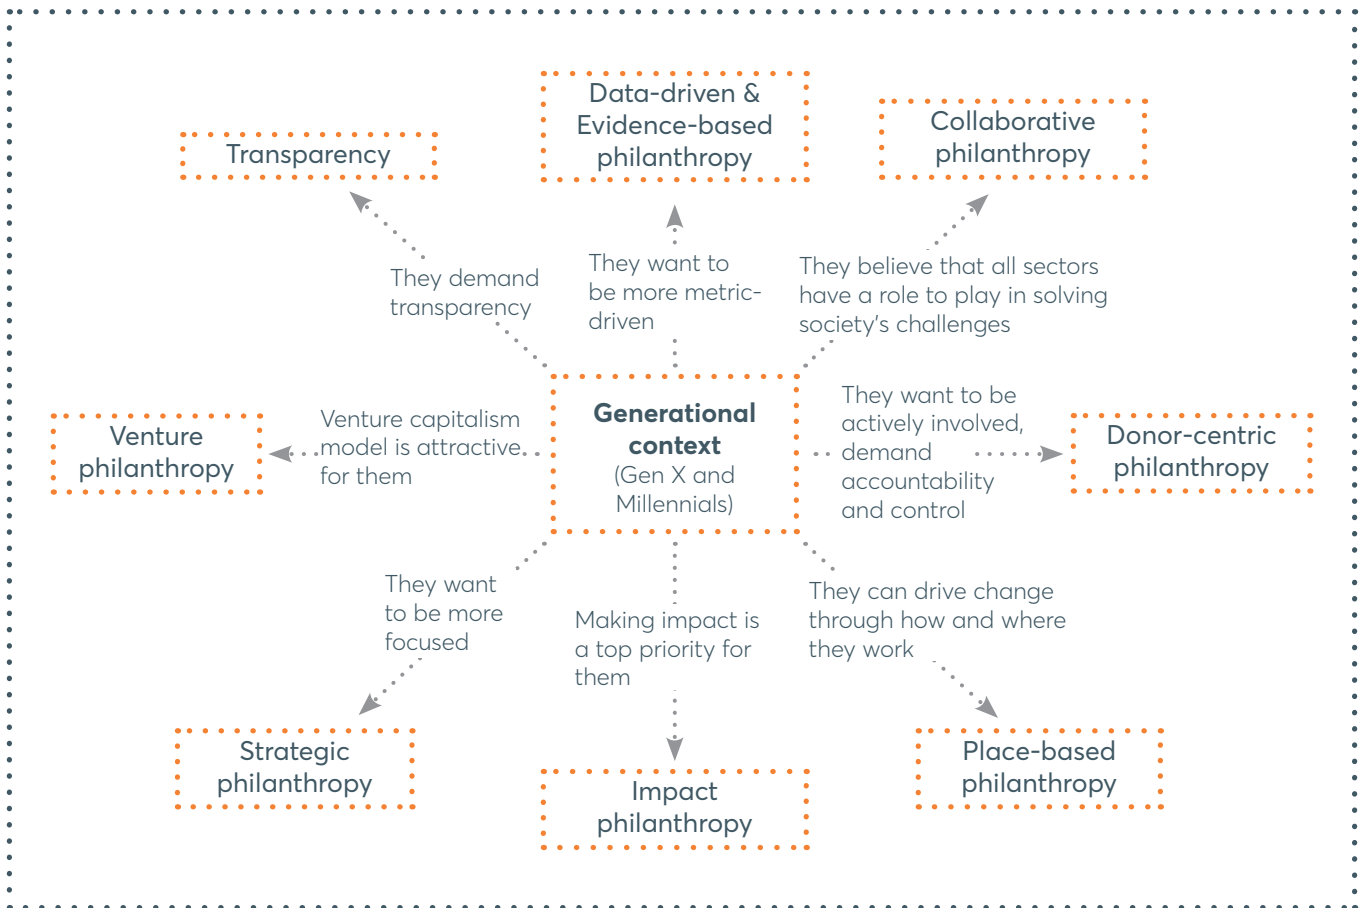 Data-driven &
Evidence-based
philanthropy
Collaborative
philanthropy
Transparency
They demand
transparency
They want to
be more metric-
driven
They believe that all sectors
have a role to play in solving
society's challenges
Venture
philanthropy
Venture capitalism
model is attractive
for them
Generational
context
(Gen X and
Millennials)
They want to be
actively involved,
demand
accountability
and control
Donor-centric
philanthropy
They want
to be more
focused
Making impact is
a top priority for
them
They can drive change
through how and where
they work
Strategic
philanthropy
Impact
philanthropy
Place-based
philanthropy